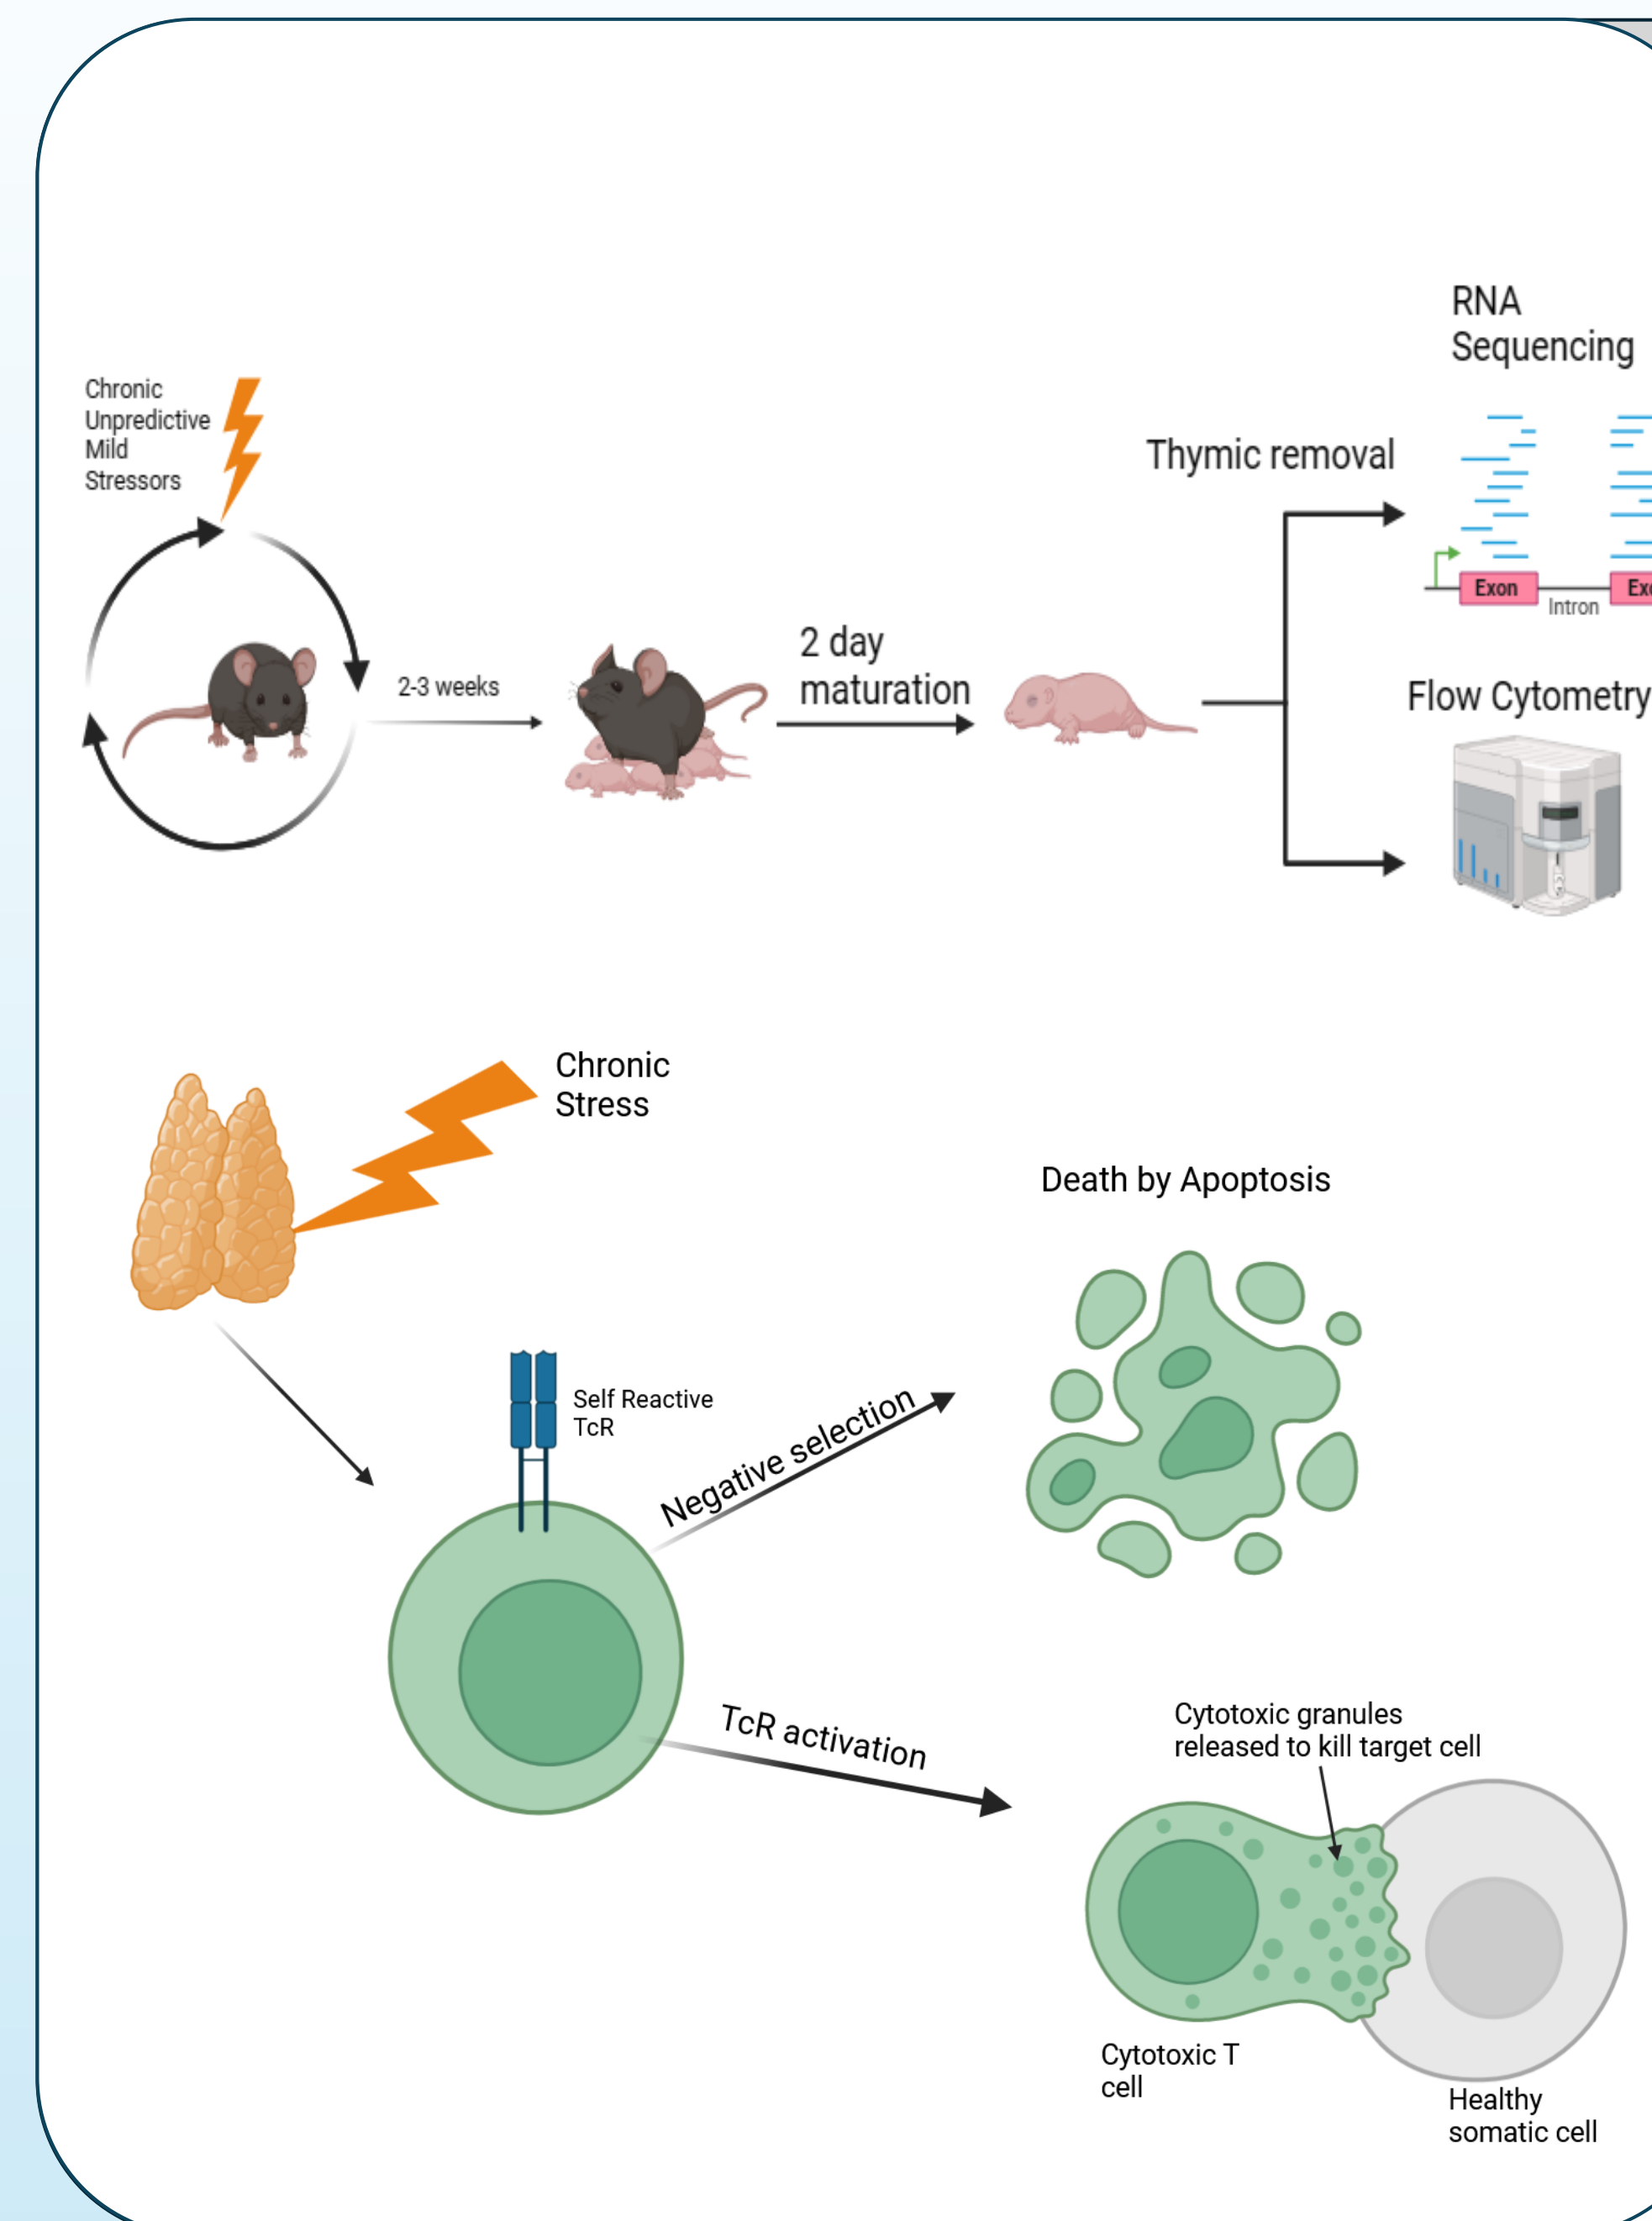 RNA
Sequencing
Chronic
Unpredictive
Mild
Stressors
Thymic removal
Exon
Intron
2-3 weeks
2 day
maturation
Flow Cytometry
Chronic
Stress
Death by Apoptosis
Self Reactive
TcR
Negative selection
TcR activation
Cytotoxic granules
released to kill target cell
Cytotoxic T
cell
Healthy
somatic cell